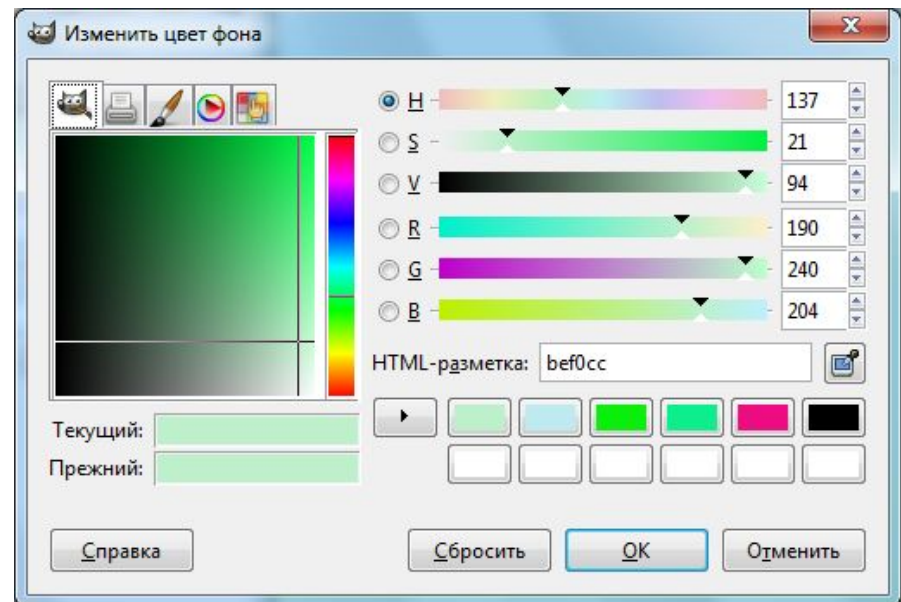 Изменить цвет фона
H 137
S 21
V 94
R 190
G 240
B 204
HTML-разметка: bef0cc
Текущий:
Прежний:
Справка
Сбросить
OK
Отменить